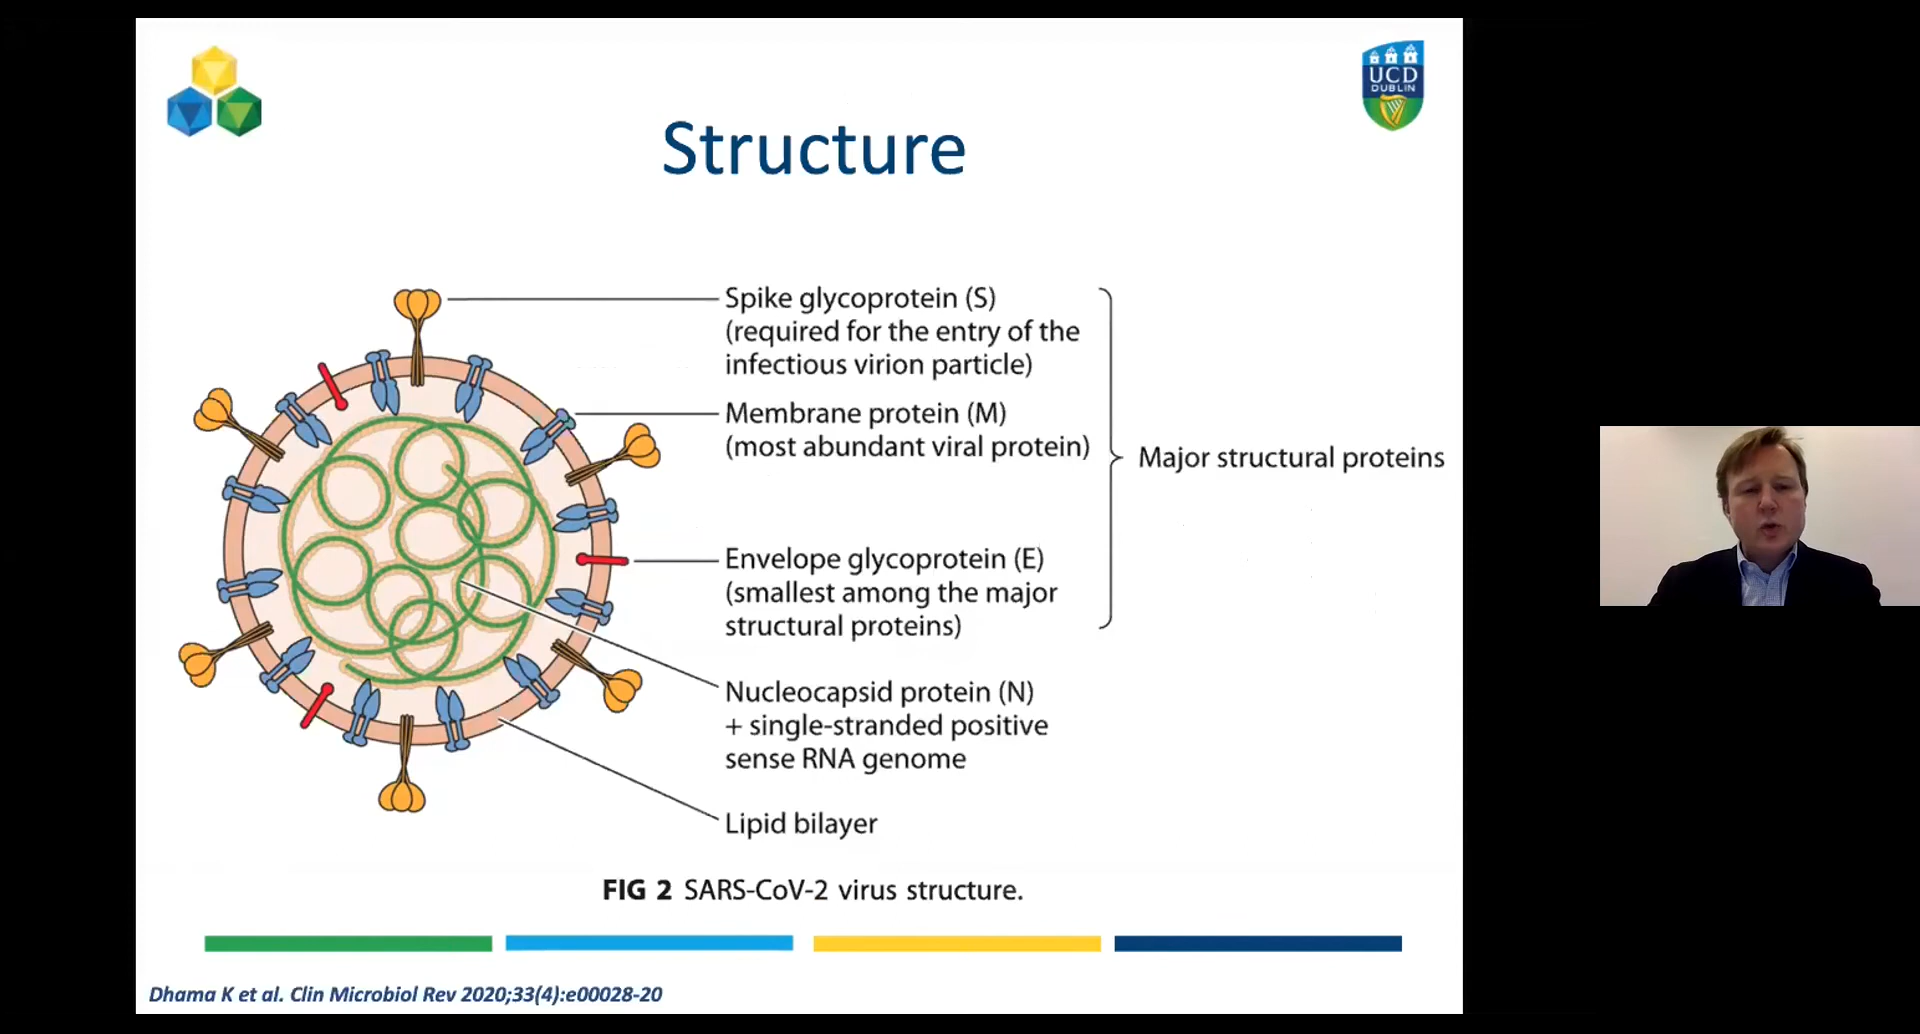 UCD
DUBLIN
Structure
Spike glycoprotein (S)
(required for the entry of the
infectious virion particle)
Membrane protein (M)
(most abundant viral protein)
Major structural proteins
Envelope glycoprotein (E)
(smallest among the major
structural proteins)
Nucleocapsid protein (N)
+ single-stranded positive
sense RNA genome
Lipid bilayer
FIG 2 SARS-CoV-2 virus structure.
Dhama K et al. Clin Microbiol Rev 2020;33(4):e00028-20